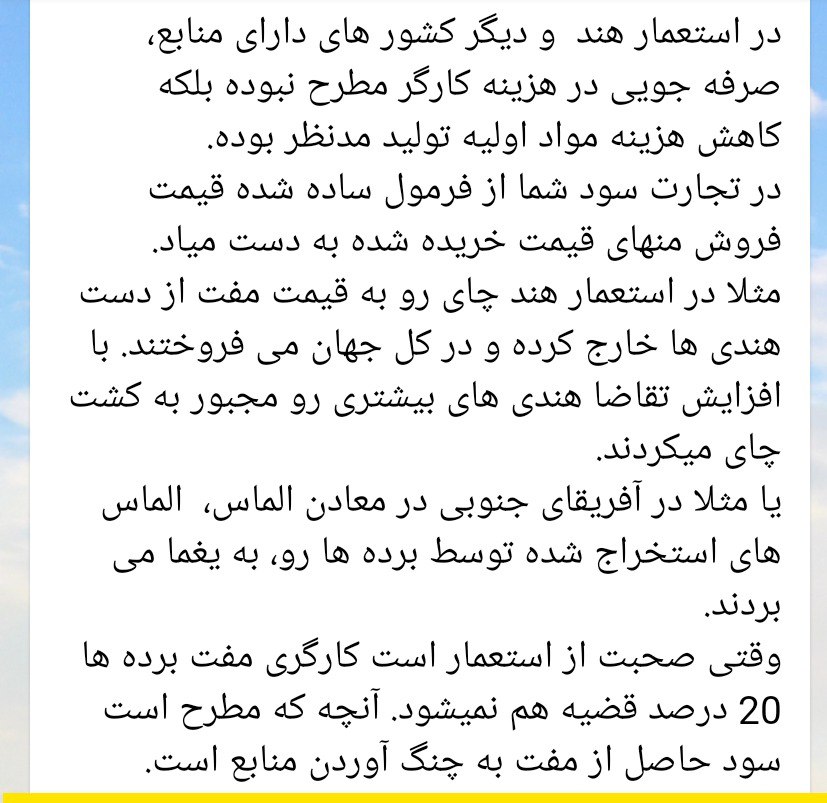 در استعمار هند و دیگر کشور های دارای منابع،
صرفه جویی در هزینه کارگر مطرح نبوده بلکه
کاهش هزینه مواد اولیه تولید مدنظر بوده.
در تجارت سود شما از فرمول ساده شده قیمت
فروش منهای قیمت خریده شده به دست میاد.
مثلا در استعمار هند چای رو به قیمت مفت از دست
هندی ها خارج کرده و در کل جهان می فروختند. با
افزایش تقاضا هندی های بیشتری رو مجبور به کشت
چای میکردند.
یا مثلا در آفریقای جنوبی در معادن الماس، الماس
های استخراج شده توسط برده ها رو، به یغما می
بردند.
وقتی صحبت از استعمار است کارگری مفت برده ها
20 درصد قضیه هم نمیشود. آنچه که مطرح است
سود حاصل از مفت به چنگ آوردن منابع است.